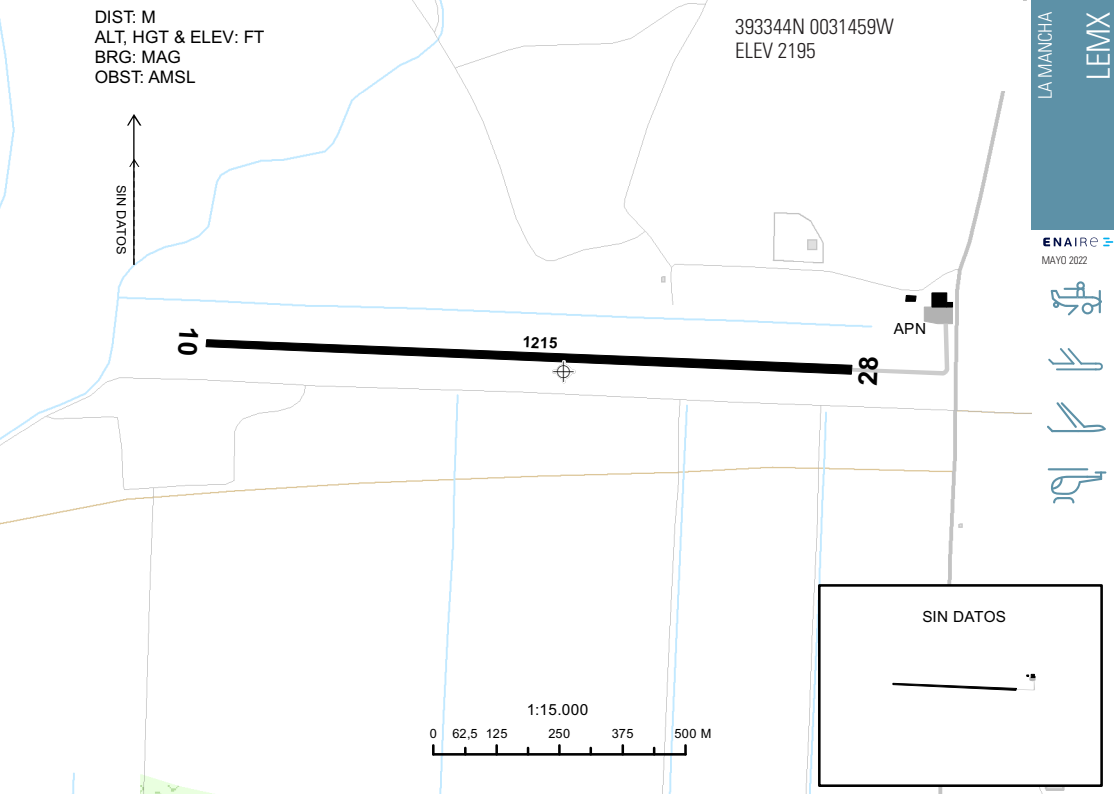 DIST: M
ALT, HGT & ELEV: FT
BRG: MAG
OBST: AMSL
393344N 0031459W
ELEV 2195
LA MANCHA
LEMX
ENAIRe
MAYO 2022
SIN DATOS
10
1215
28
APN
SIN DATOS
1:15.000
0 62,5 125 250 375 500 M